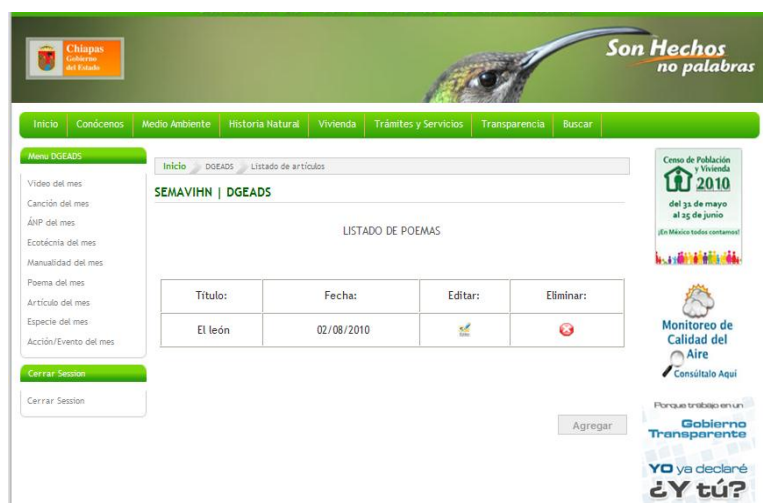 Chiapas
Gobierno
del Estado
Son Hechos
no palabras
Inicio Conócenos Medio Ambiente Historia Natural Vivienda Trámites y Servicios Transparencia Buscar
Menu DGEADS
Video del mes
Canción del mes
ÁNP del mes
Ecotécnia del mes
Manualidad del mes
Poema del mes
Artículo del mes
Especie del mes
Acción/Evento del mes
Cerrar Session
Cerrar Session
Inicio DGEADS Listado de artículos
SEMAVIHN | DGEADS
LISTADO DE POEMAS
Título: Fecha: Editar: Eliminar:
El león 02/08/2010
Agregar
Censo de Población
y Vivienda
2010
del 31 de mayo
al 25 de junio
¡En México todos contamos!
Monitoreo de
Calidad del
Aire
Consúltalo Aquí
Porque trabajo en un
Gobierno
Transparente
YO ya declaré
¿Y tú?